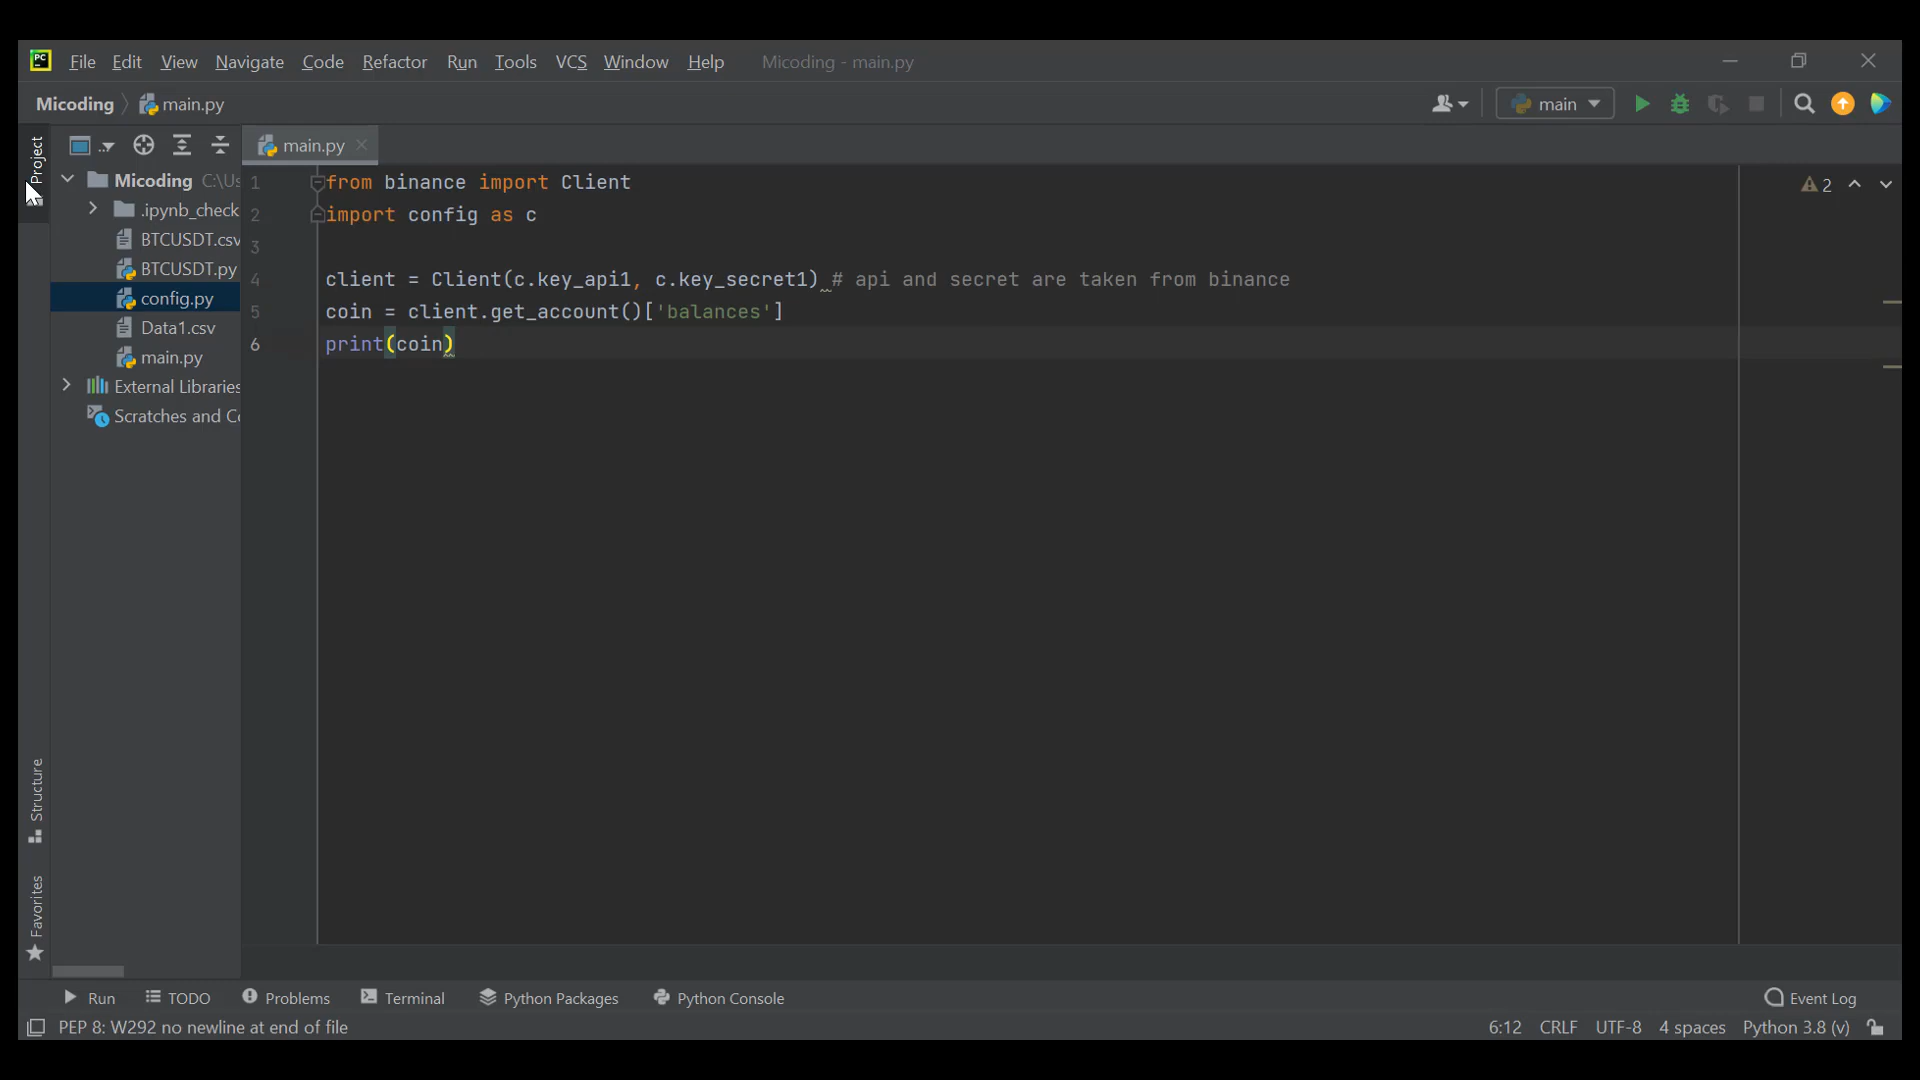 PC File Edit View Navigate Code Refactor Run Tools VCS Window Help Micoding - main.py
Micoding main.py main
Project
main.py
Micoding C:\Us
.ipynb_check
BTCUSDT.csv
BTCUSDT.py
config.py
Data1.csv
main.py
External Libraries
Scratches and Co
1 from binance import Client
2 import config as c
3
4 client = Client(c.key_api1, c.key_secret1) # api and secret are taken from binance
5 coin = client.get_account()['balances']
6 print(coin)
2
Structure
Favorites
Run TODO Problems Terminal Python Packages Python Console Event Log
PEP 8: W292 no newline at end of file 6:12 CRLF UTF-8 4 spaces Python 3.8 (v)